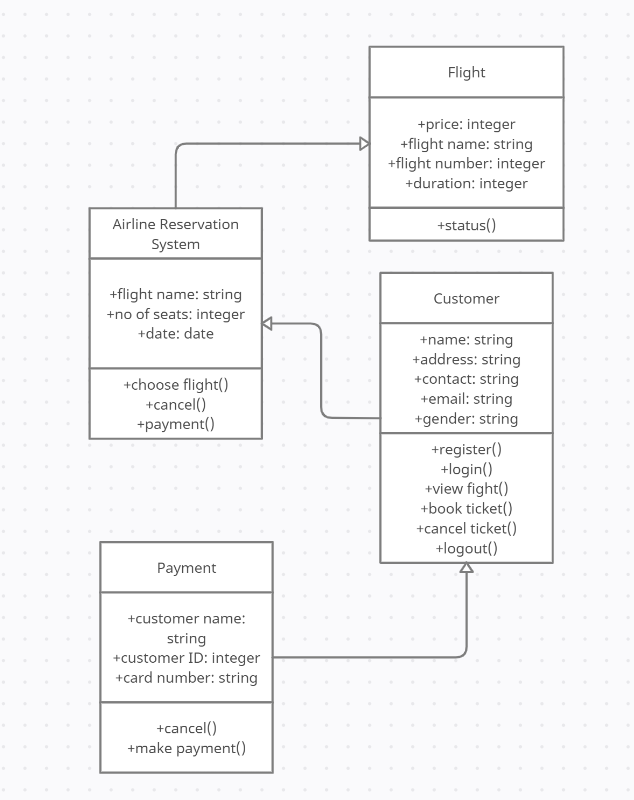 Flight
+price: integer
+flight name: string
+flight number: integer
+duration: integer
+status()
Airline Reservation
System
+flight name: string
+no of seats: integer
+date: date
+choose flight()
+cancel()
+payment()
Customer
+name: string
+address: string
+contact: string
+email: string
+gender: string
+register()
+login()
+view fight()
+book ticket()
+cancel ticket()
+logout()
Payment
+customer name:
string
+customer ID: integer
+card number: string
+cancel()
+make payment()